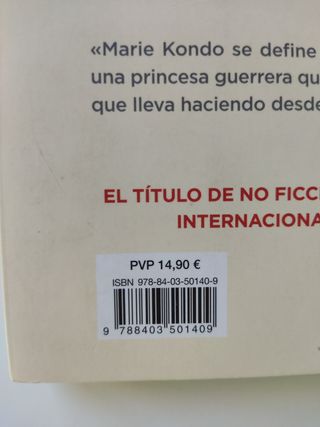 «Marie Kondo se define
una princesa guerrera qu
que lleva haciendo desde
EL TÍTULO DE NO FICCI
INTERNACIONA
PVP 14,90 €
ISBN 978-84-03-50140-9
9 788403 501409